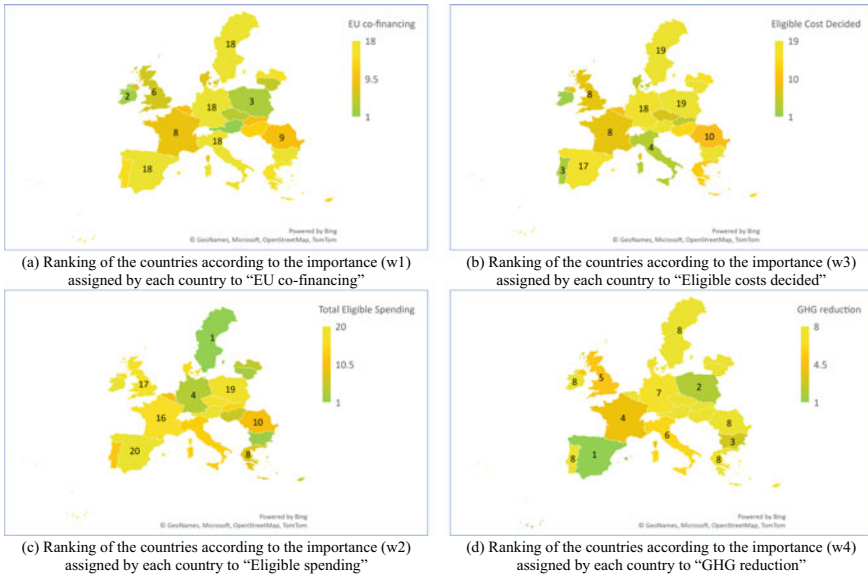 EU co-financing
18
9.5
1
18
2
6
18
3
8
18
9
18
Powered by Bing
© GeoNames, Microsoft, OpenStreetMap, TomTom
(a) Ranking of the countries according to the importance (w1)
assigned by each country to “EU co-financing”
Eligible Cost Decided
19
10
1
19
8
18
19
8
10
4
3
17
Powered by Bing
© GeoNames, Microsoft, OpenStreetMap, TomTom
(b) Ranking of the countries according to the importance (w3)
assigned by each country to “Eligible costs decided”
Total Eligible Spending
20
10.5
1
1
17
4
19
16
10
20
8
Powered by Bing
© GeoNames, Microsoft, OpenStreetMap, TomTom
(c) Ranking of the countries according to the importance (w2)
assigned by each country to “Eligible spending”
GHG reduction
8
4.5
1
8
8
5
7
2
4
8
6
3
8
1
8
Powered by Bing
© GeoNames, Microsoft, OpenStreetMap, TomTom
(d) Ranking of the countries according to the importance (w4)
assigned by each country to “GHG reduction”